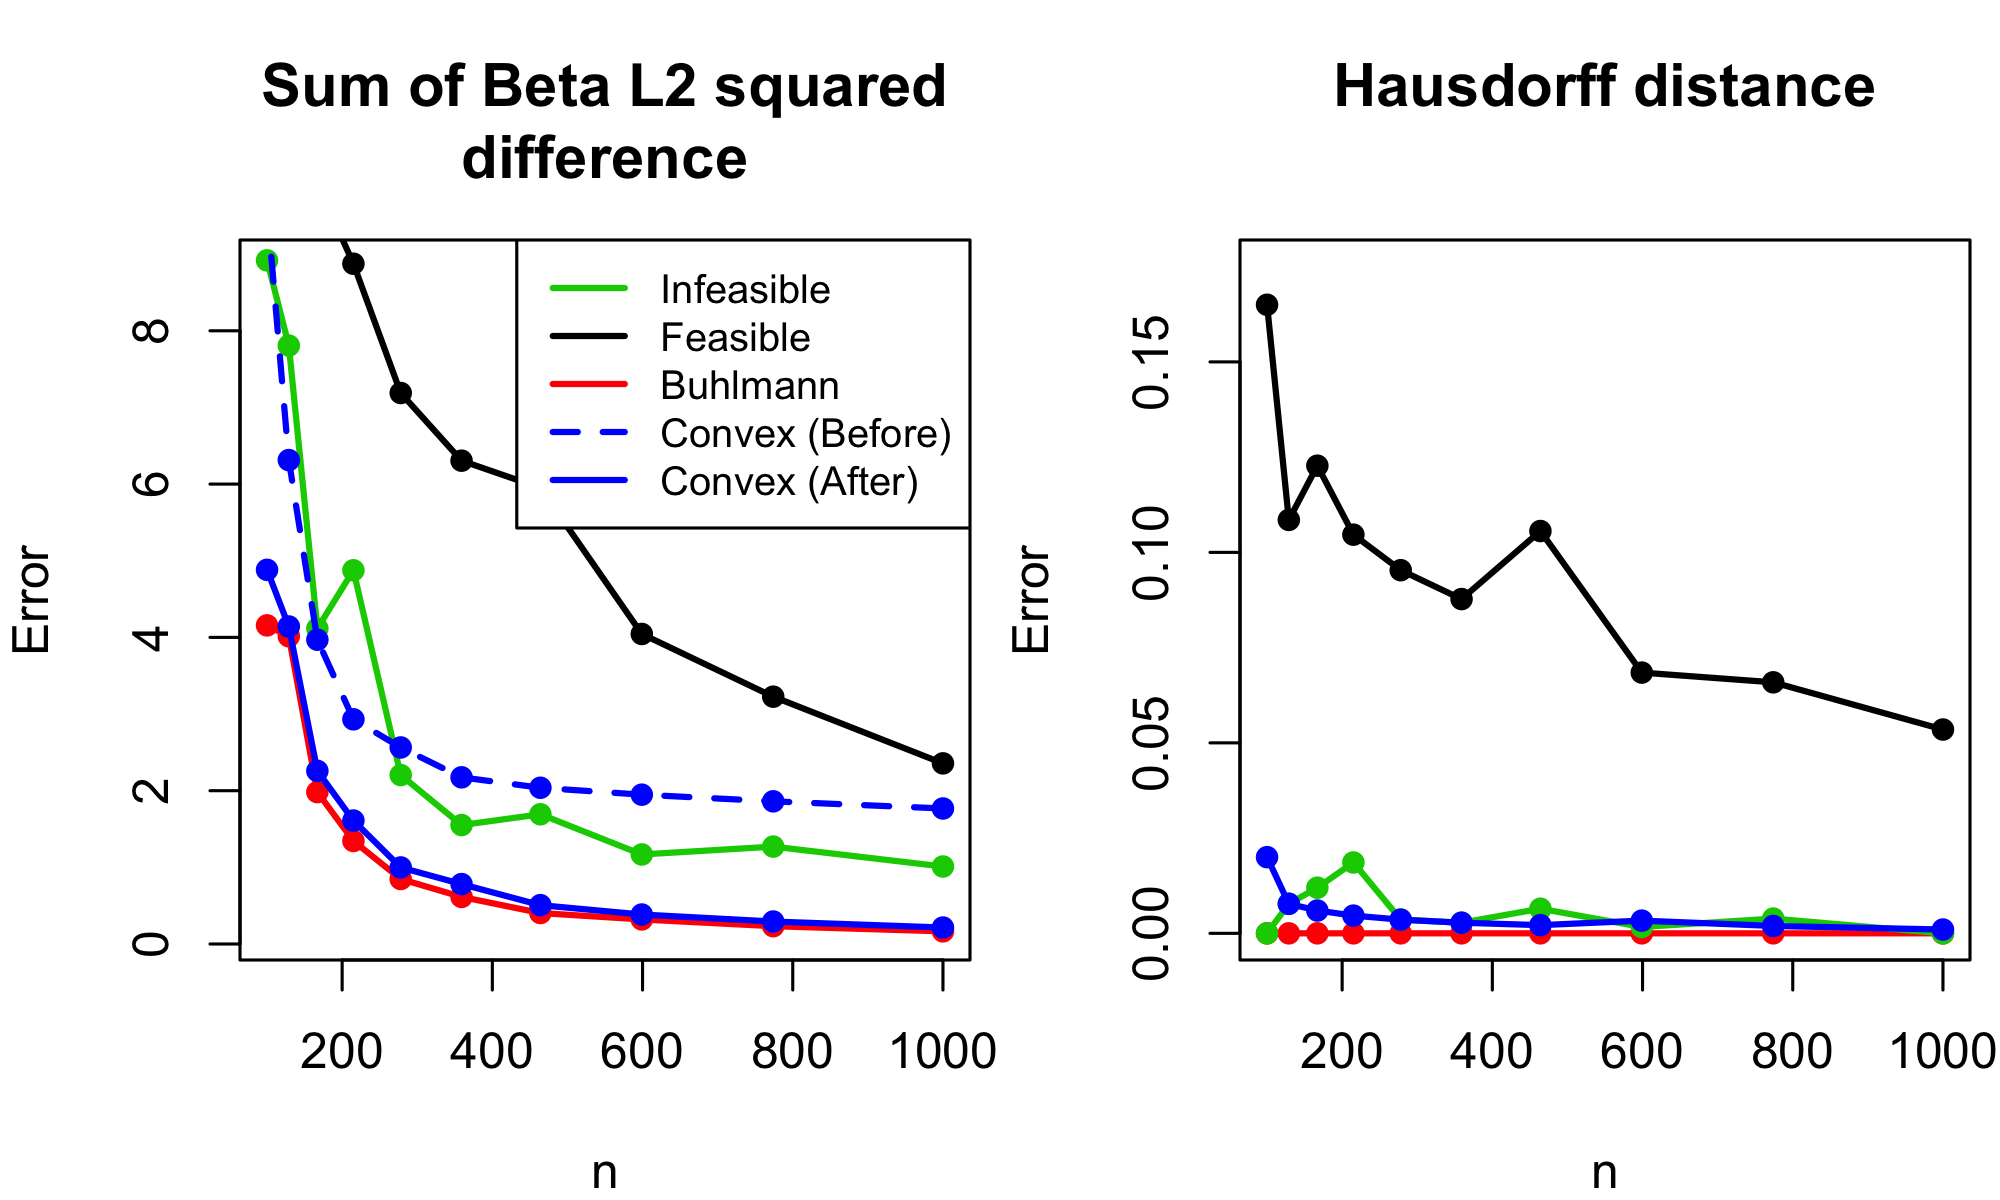 Sum of Beta L2 squared
difference
Error
8
6
4
2
0
Infeasible
Feasible
Buhlmann
Convex (Before)
Convex (After)
200 400 600 800 1000
n
Hausdorff distance
Error
0.15
0.10
0.05
0.00
200 400 600 800 1000
n